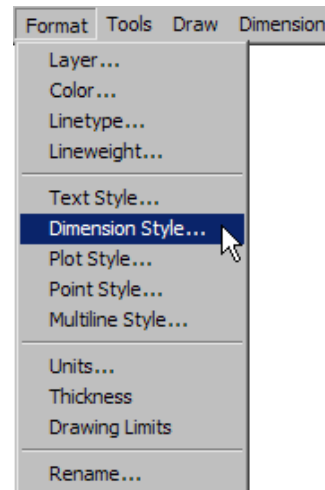 Format Tools Draw Dimension
Layer...
Color...
Linetype...
Lineweight...
Text Style...
Dimension Style...
Plot Style...
Point Style...
Multiline Style...
Units...
Thickness
Drawing Limits
Rename...